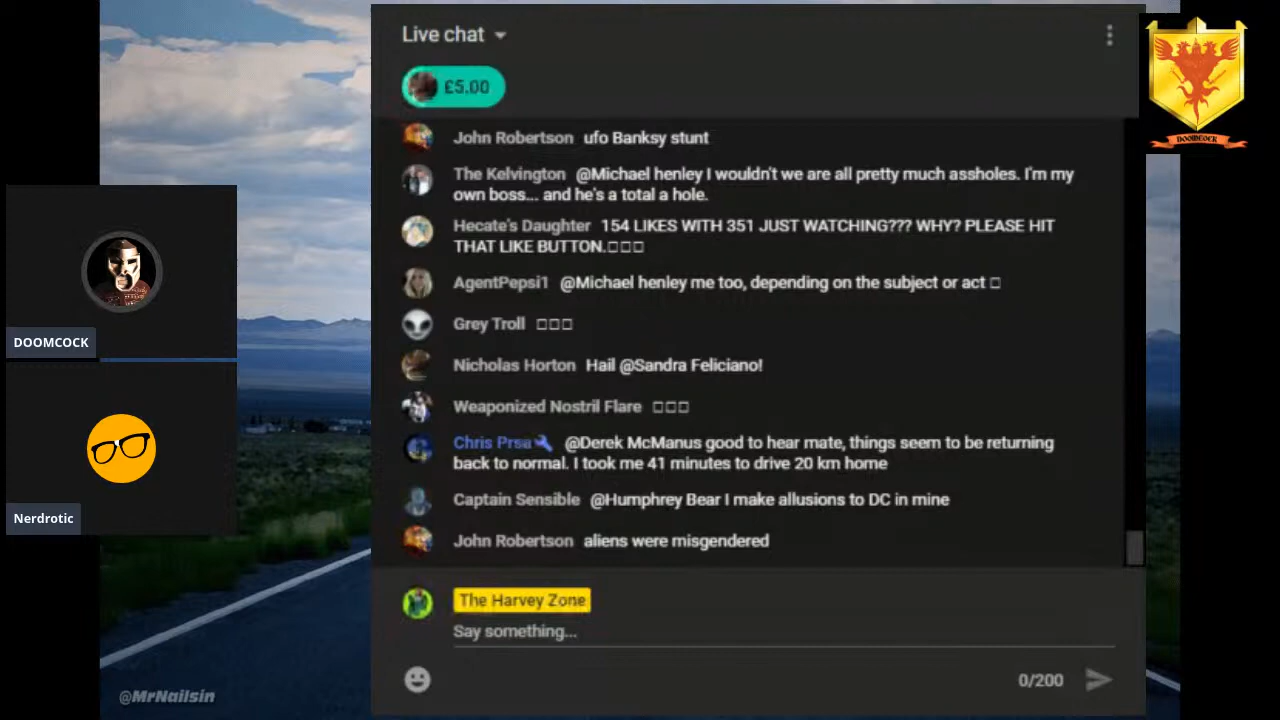 Live chat
£5.00
DOOMCOCK
John Robertson ufo Banksy stunt
The Kelvington @Michael henley I wouldn't we are all pretty much assholes. I'm my
own boss... and he's a total a hole.
Hecate's Daughter 154 LIKES WITH 351 JUST WATCHING??? WHY? PLEASE HIT
THAT LIKE BUTTON.□□□
AgentPepsi1 @Michael henley me too, depending on the subject or act □
Grey Troll □□□
DOOMCOCK
Nicholas Horton Hail @Sandra Feliciano!
Weaponized Nostril Flare □□□
Chris Prsa @Derek McManus good to hear mate, things seem to be returning
back to normal. I took me 41 minutes to drive 20 km home
Captain Sensible @Humphrey Bear I make allusions to DC in mine
Nerdrotic
John Robertson aliens were misgendered
The Harvey Zone
Say something...
0/200
@MrNailsin